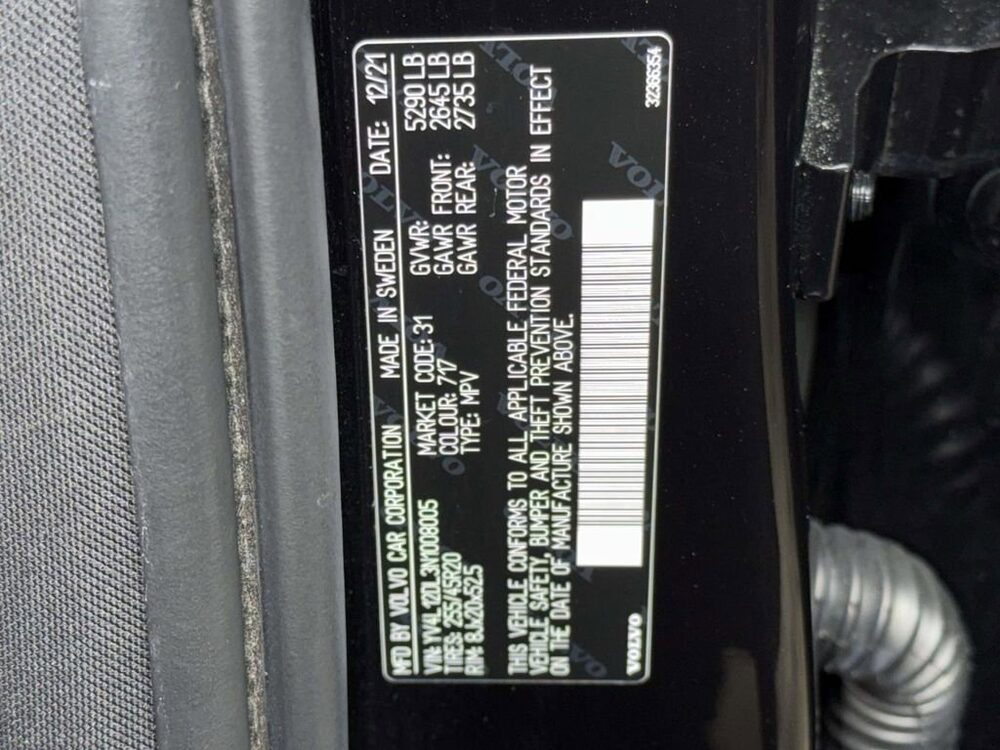 MFD BY VOLVO CAR CORPORATION MADE IN SWEDEN DATE: 12/21
VIN: YV4L12DL3N1008005
TIRES: 255/45R20
RIM: 8Jx20x52.5
MARKET CODE: 31
COLOUR: 717
TYPE: MPV
GVWR: 5290 LB
GAWR FRONT: 2645 LB
GAWR REAR: 2735 LB
THIS VEHICLE CONFORMS TO ALL APPLICABLE FEDERAL MOTOR
VEHICLE SAFETY, BUMPER AND THEFT PREVENTION STANDARDS IN EFFECT
ON THE DATE OF MANUFACTURE SHOWN ABOVE.
VOLVO
32366354